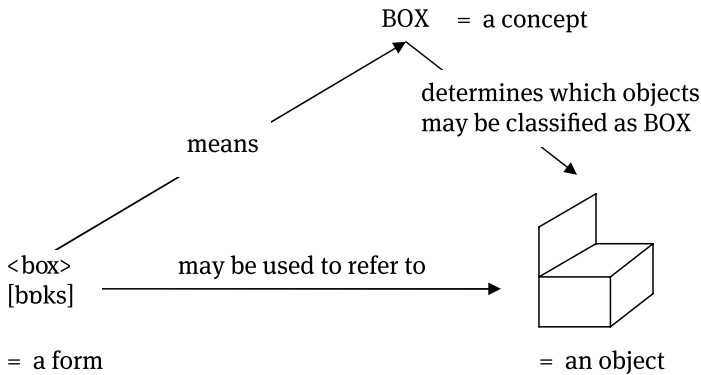 BOX = a concept
determines which objects
may be classified as BOX
means
<box>
[bɒks]
may be used to refer to
= a form
= an object